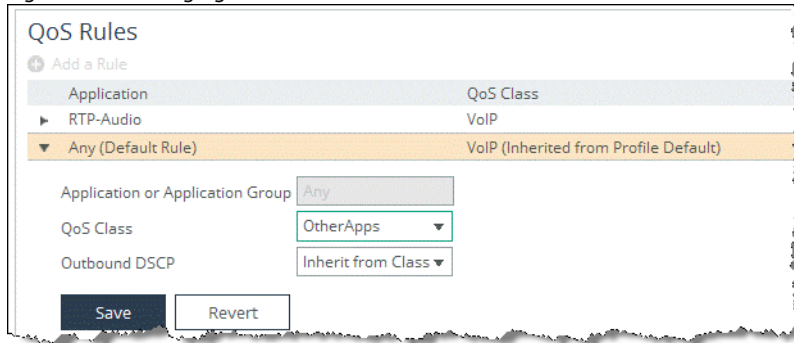 QoS Rules
Add a Rule
Application QoS Class
RTP-Audio VoIP
Any (Default Rule) VoIP (Inherited from Profile Default)
Application or Application Group Any
QoS Class OtherApps
Outbound DSCP Inherit from Class
Save Revert